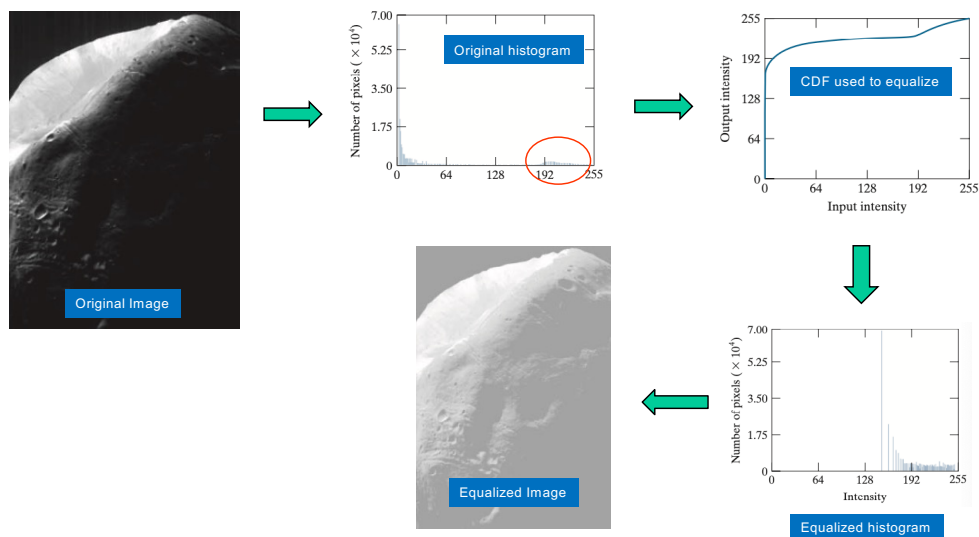 Original Image
Number of pixels ( × 10⁴)
7.00
5.25
3.50
1.75
0
Original histogram
0 64 128 192 255
Output intensity
255
192
128
64
0
CDF used to equalize
0 64 128 192 255
Input intensity
Equalized Image
Number of pixels ( × 10⁴)
7.00
5.25
3.50
1.75
0
0 64 128 192 255
Intensity
Equalized histogram